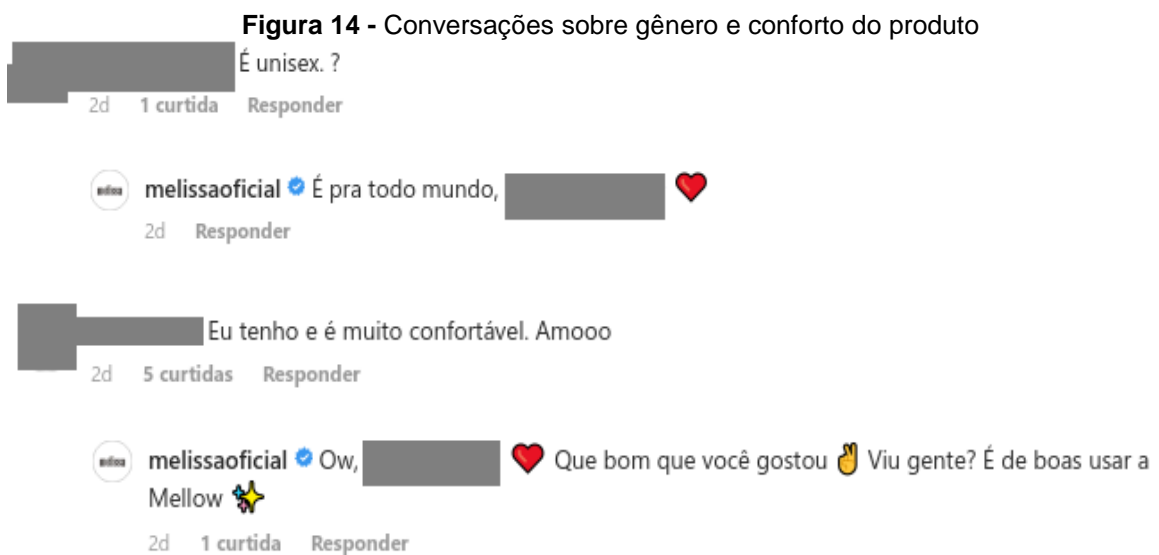 Figura 14 - Conversações sobre gênero e conforto do produto
É unisex. ?
2d 1 curtida Responder
melissaoficial É pra todo mundo, ❤️
2d Responder
Eu tenho e é muito confortável. Amooo
2d 5 curtidas Responder
melissaoficial Ow, ❤️ Que bom que você gostou ✌️ Viu gente? É de boas usar a
Mellow ✨
2d 1 curtida Responder